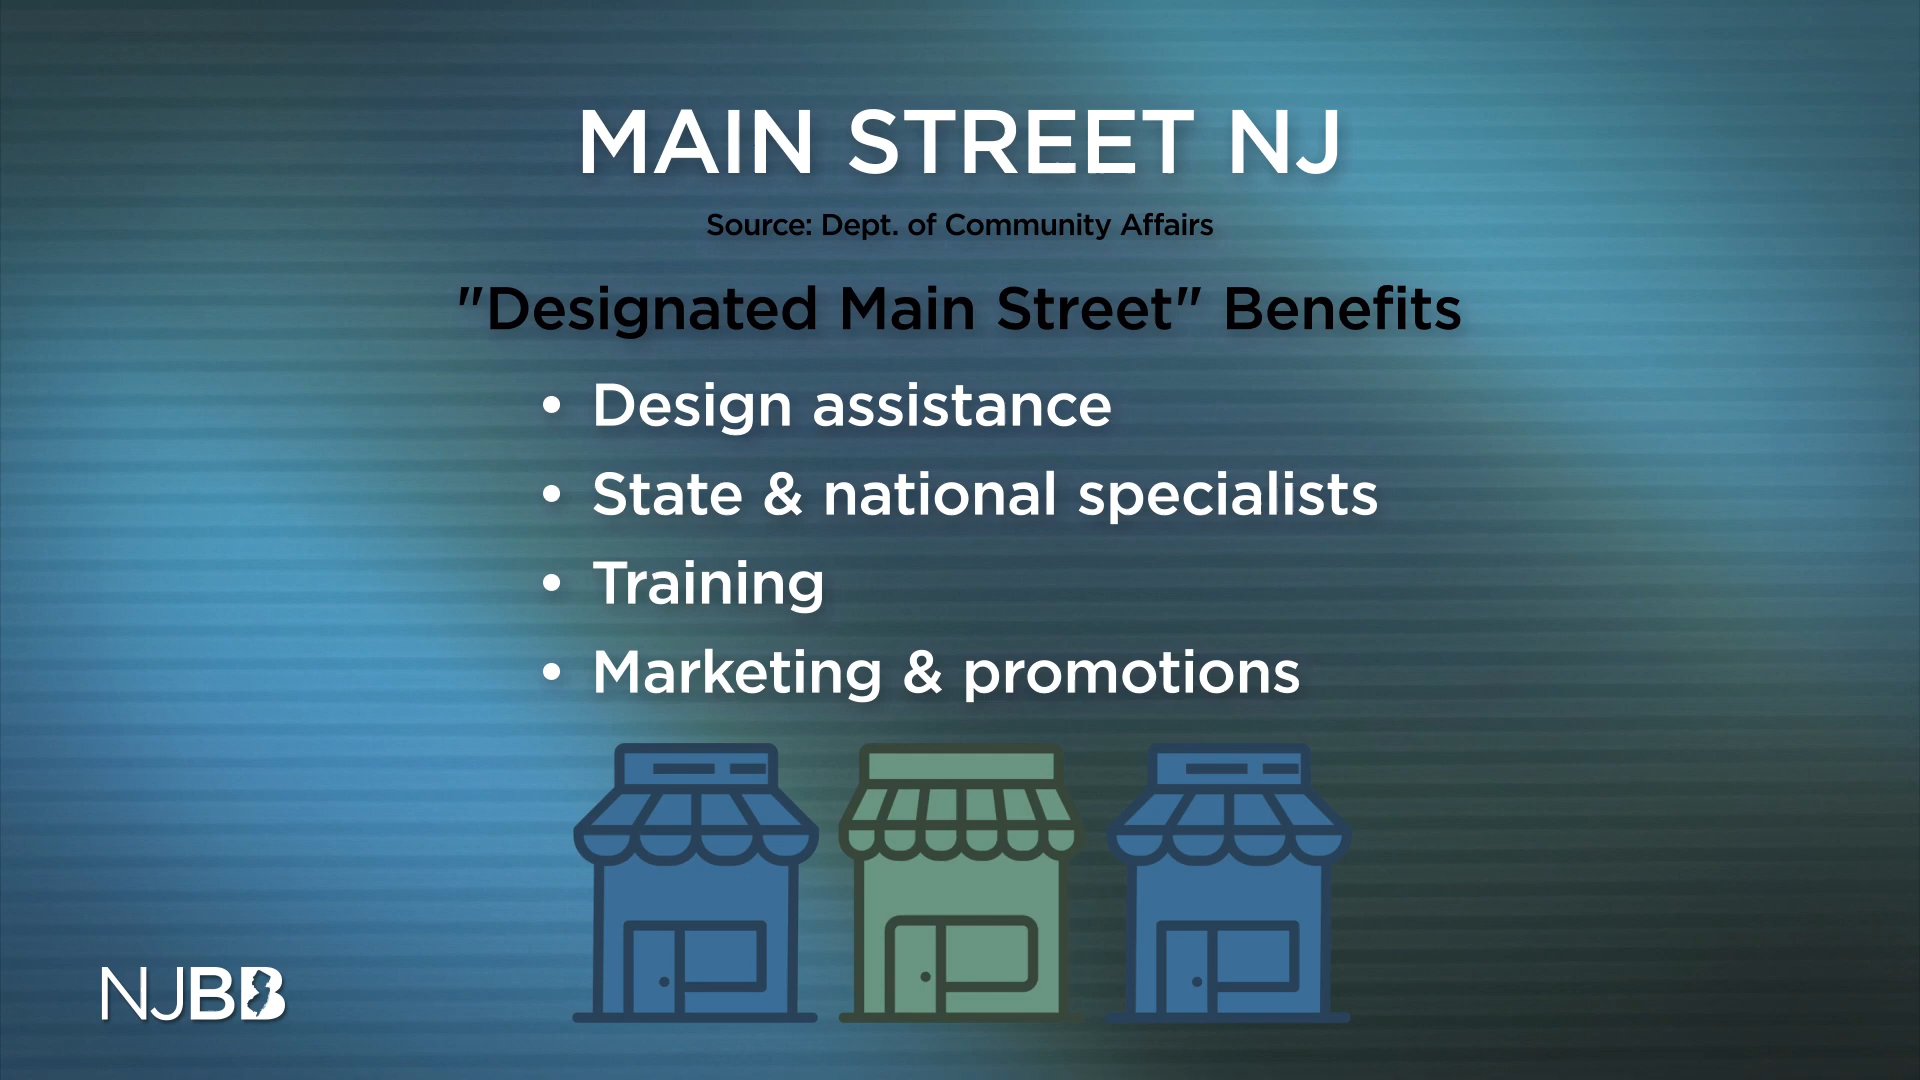 MAIN STREET NJ
Source: Dept. of Community Affairs
"Designated Main Street" Benefits
• Design assistance
• State & national specialists
• Training
• Marketing & promotions
NJBB